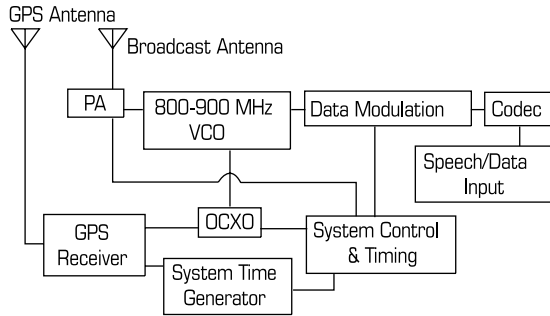 GPS Antenna
Broadcast Antenna
PA
800-900 MHz
VCO
Data Modulation
Codec
Speech/Data
Input
OCXO
GPS
Receiver
System Control
& Timing
System Time
Generator